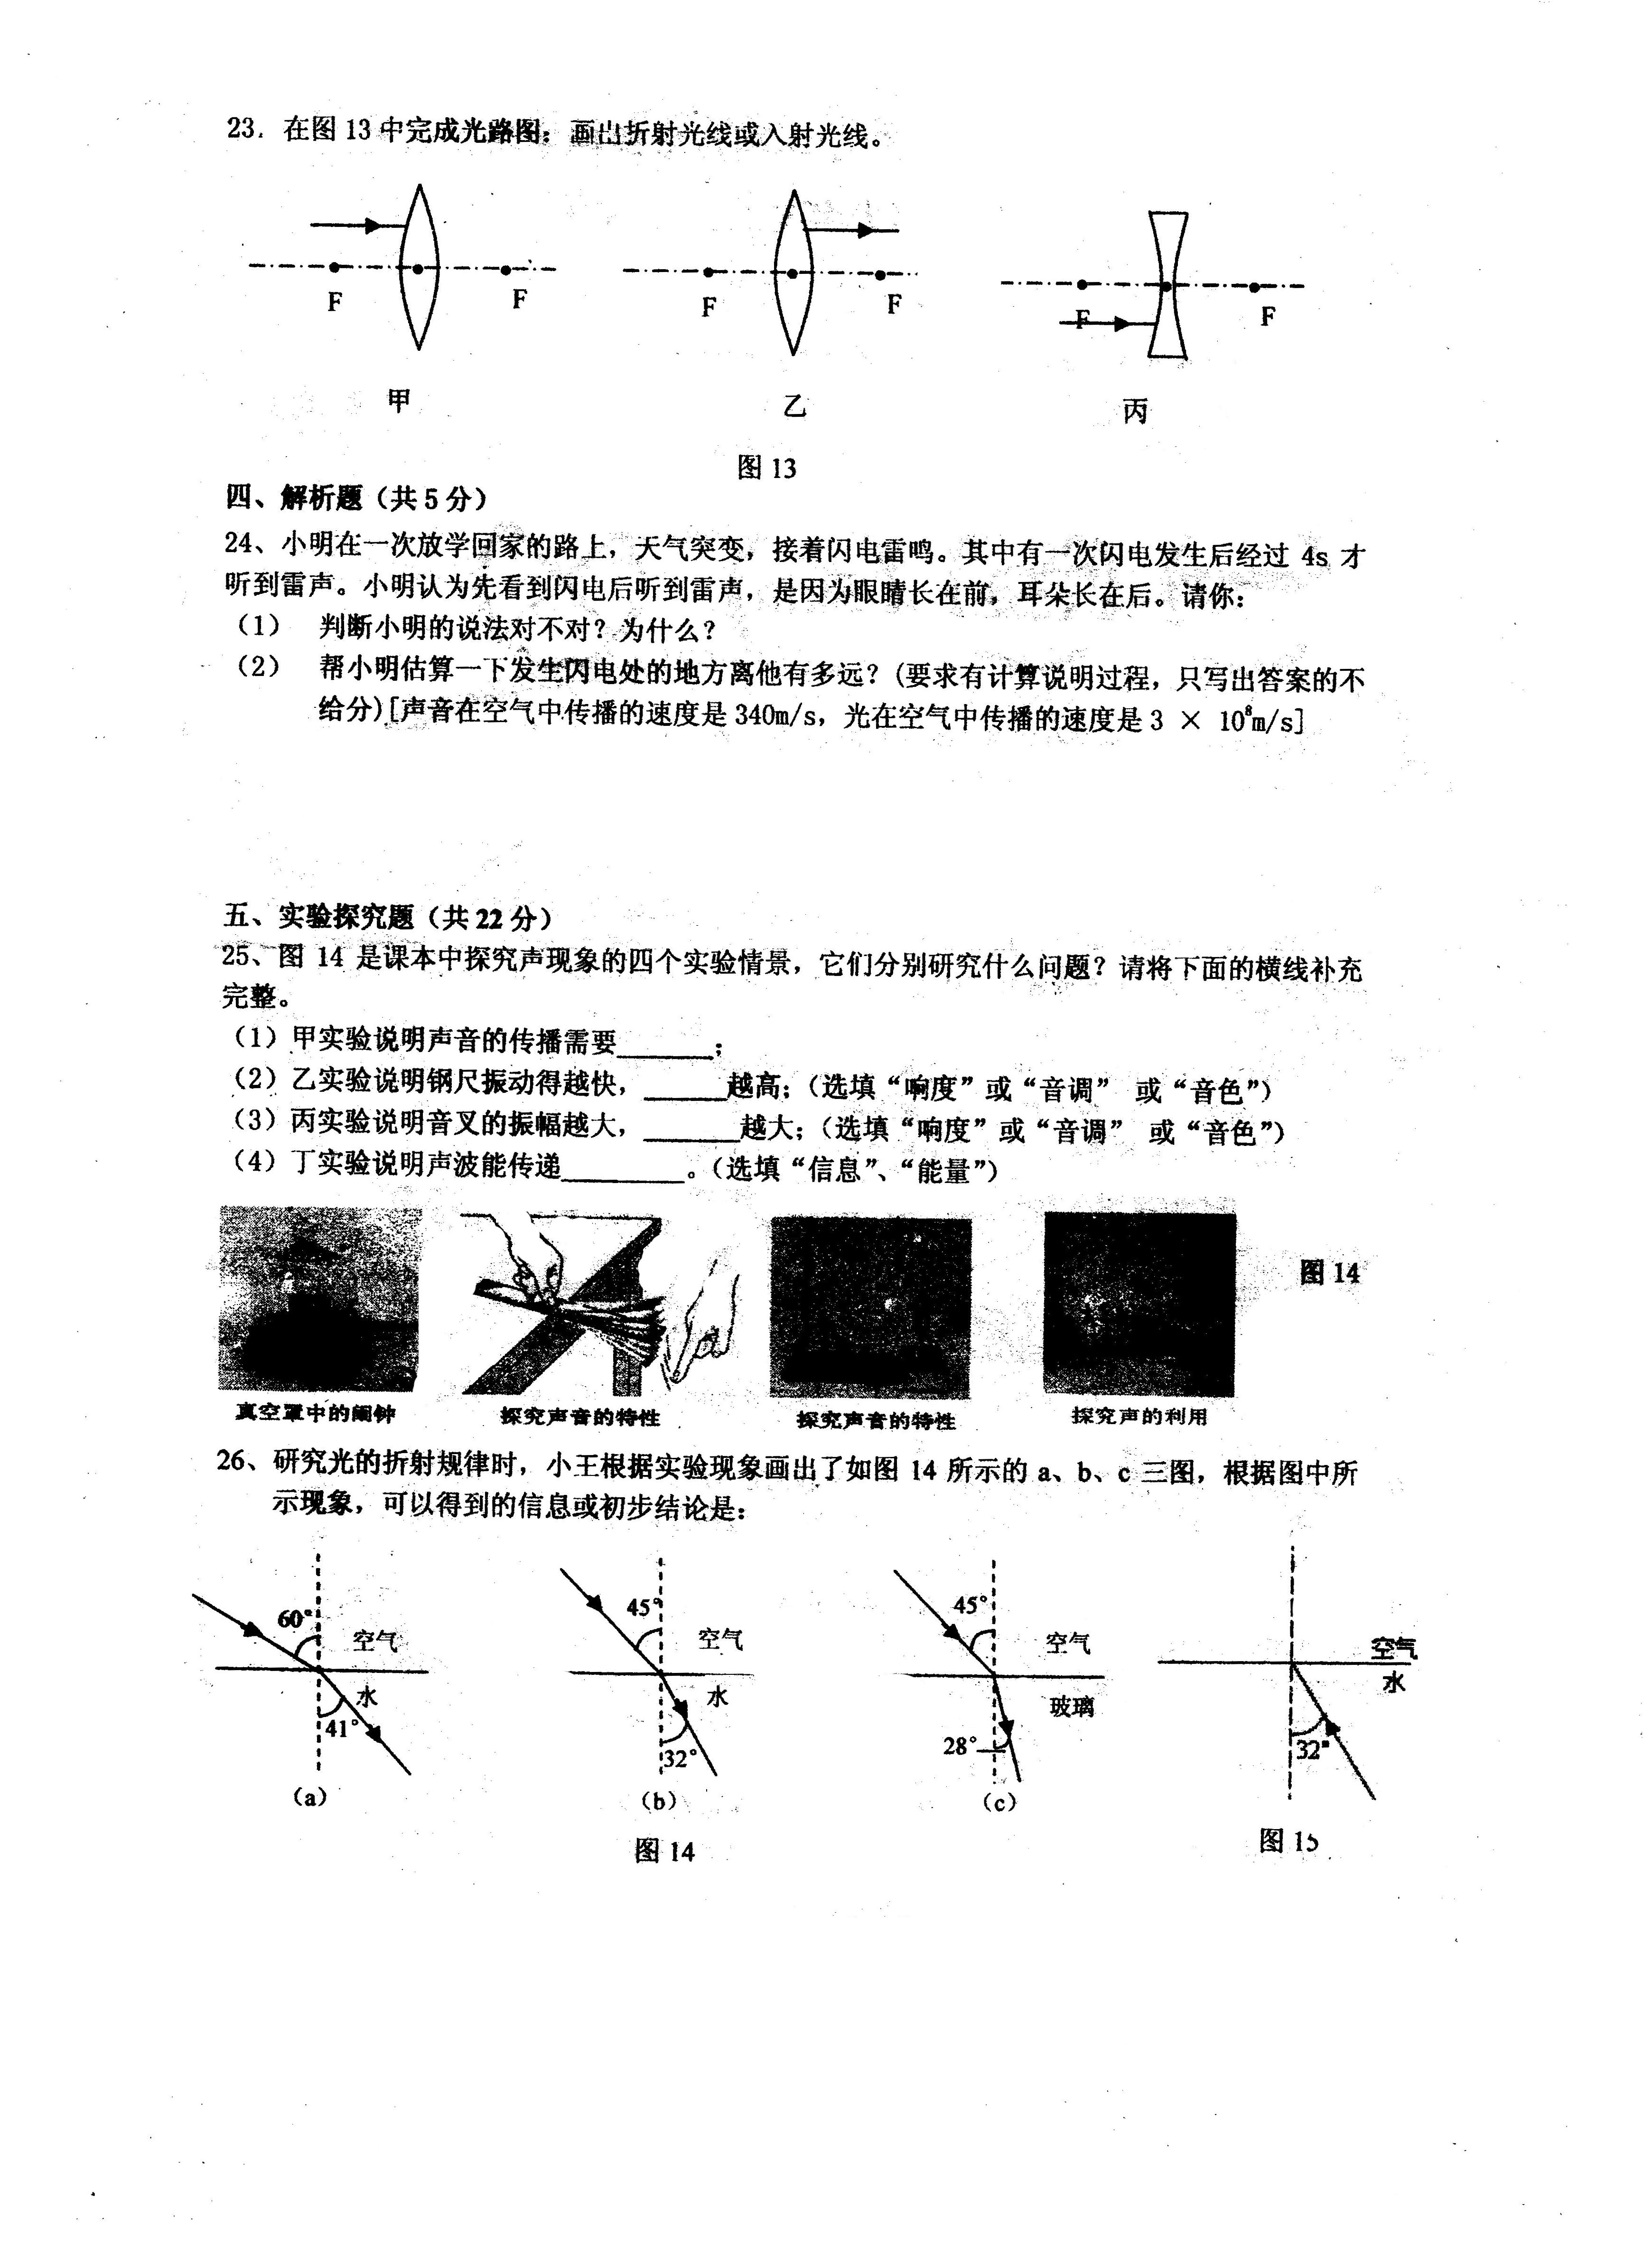 23. 在图 13 中完成光路图：画出折射光线或入射光线。
F F F F F F
甲 乙 丙
图 13
四、解析题（共 5 分）
24、小明在一次放学回家的路上，天气突变，接着闪电雷鸣。其中有一次闪电发生后经过 4s 才
听到雷声。小明认为先看到闪电后听到雷声，是因为眼睛长在前，耳朵长在后。请你：
（1） 判断小明的说法对不对？为什么？
（2） 帮小明估算一下发生闪电处的地方离他有多远？(要求有计算说明过程，只写出答案的不
给分)[声音在空气中传播的速度是 340m/s，光在空气中传播的速度是 3 × 10⁸m/s]
五、实验探究题（共 22 分）
25、图 14 是课本中探究声现象的四个实验情景，它们分别研究什么问题？请将下面的横线补充
完整。
（1）甲实验说明声音的传播需要______；
（2）乙实验说明钢尺振动得越快，______越高；（选填“响度”或“音调” 或“音色”）
（3）丙实验说明音叉的振幅越大，______越大；（选填“响度”或“音调” 或“音色”）
（4）丁实验说明声波能传递______。（选填“信息”、“能量”）
图 14
真空罩中的闹钟 探究声音的特性 探究声音的特性 探究声的利用
26、研究光的折射规律时，小王根据实验现象画出了如图 14 所示的 a、b、c 三图，根据图中所
示现象，可以得到的信息或初步结论是：
60° 空气 水 41°
45° 空气 水 32°
45° 空气 玻璃 28°
空气 水 32°
（a） （b） （c）
图 14 图 15